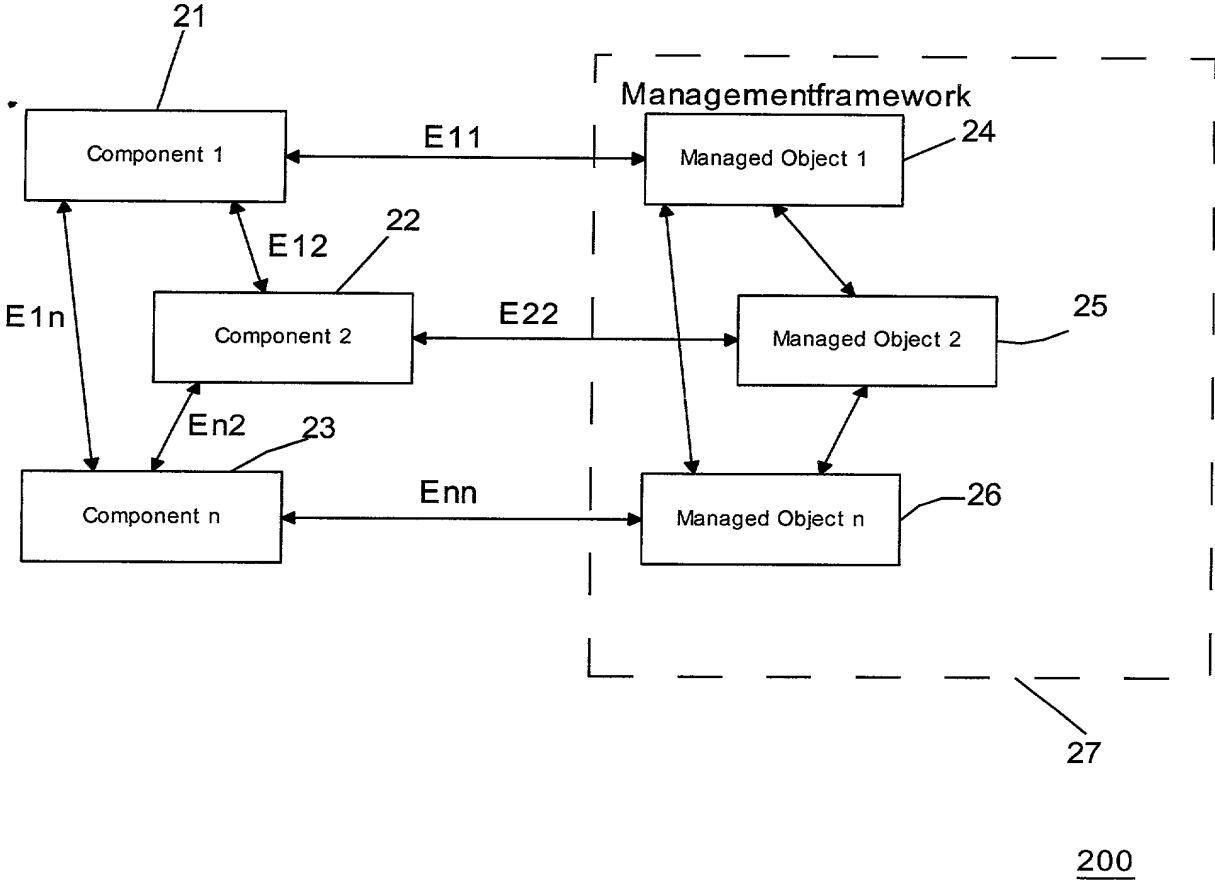 21
Managementframework
Component 1
E11
Managed Object 1
24
E12
22
E1n
Component 2
E22
Managed Object 2
25
En2
23
Component n
Enn
Managed Object n
26
27
200